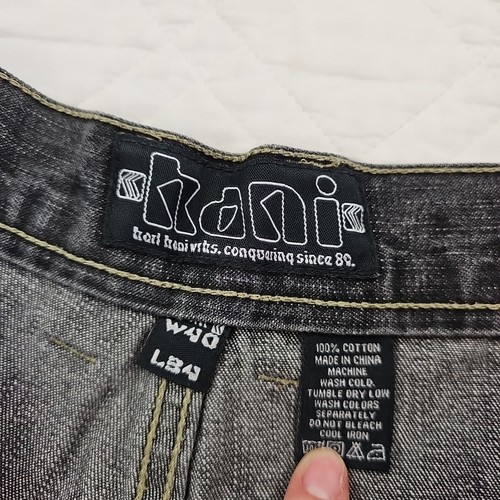 kani
karl kani wrks. conquering since 89.
W40
L34
100% COTTON
MADE IN CHINA
MACHINE
WASH COLD.
TUMBLE DRY LOW
WASH COLORS
SEPARATELY
DO NOT BLEACH
COOL IRON